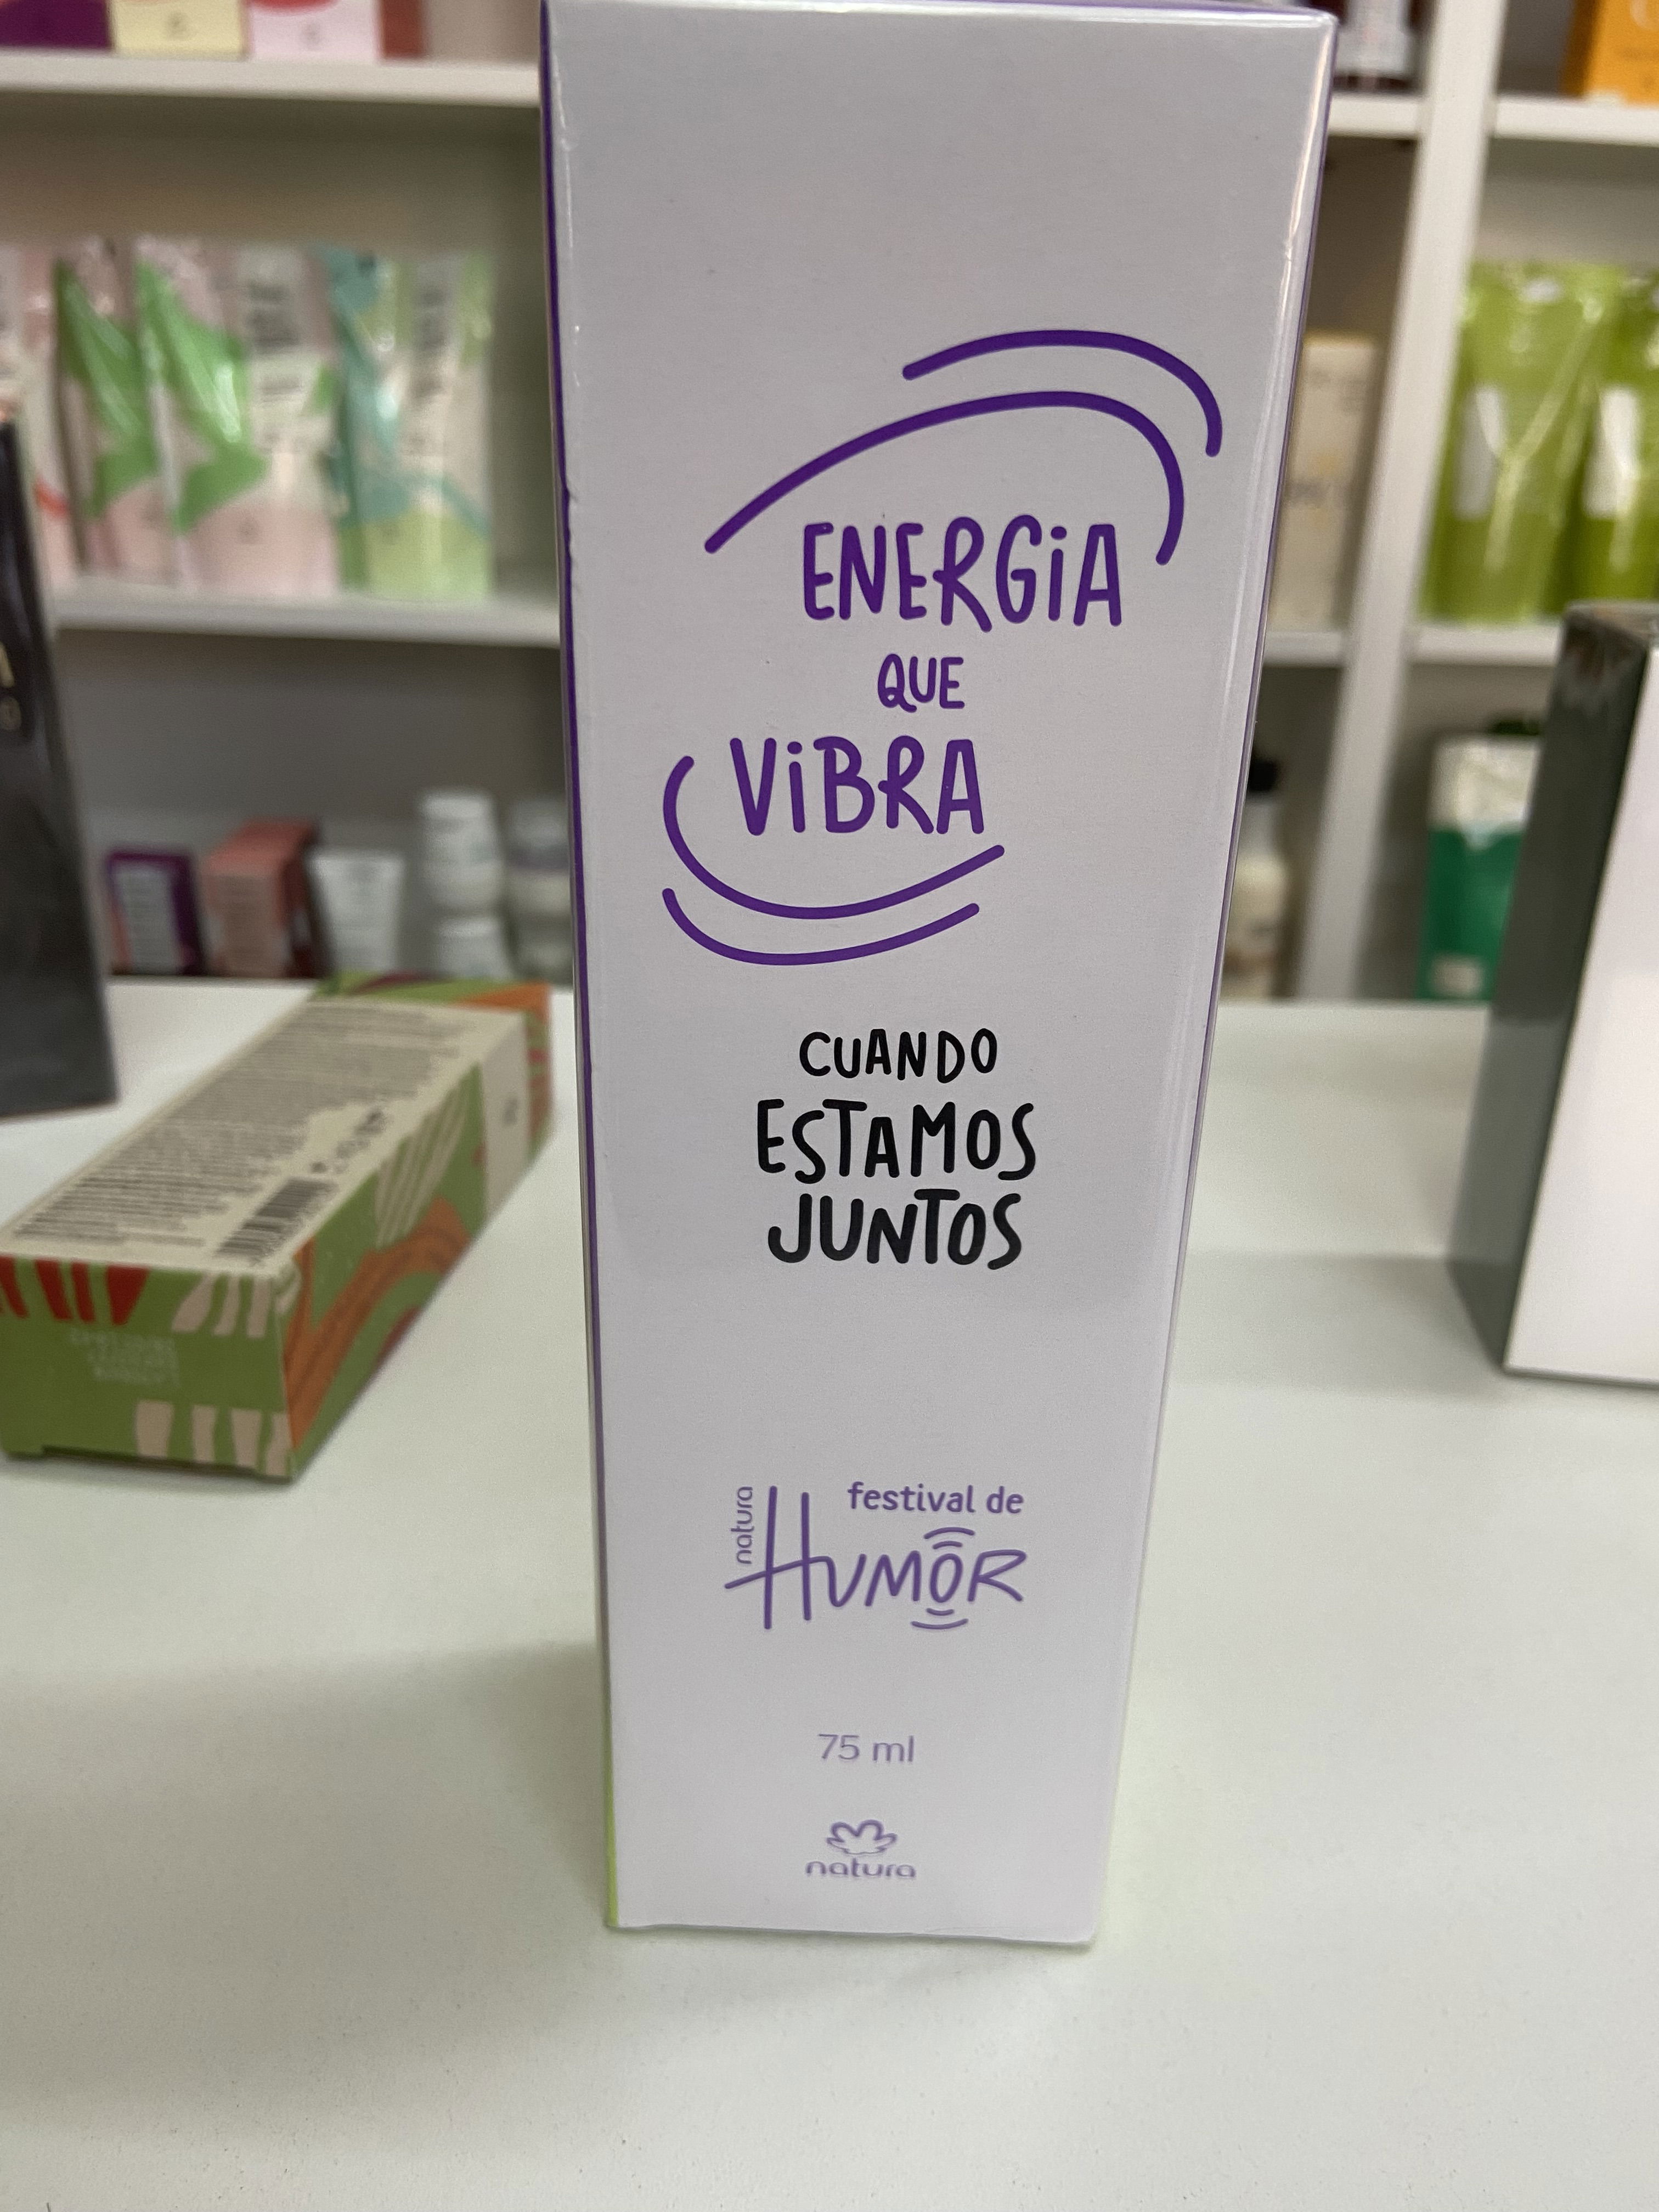 ENERGiA
QUE
ViBRA
CUANDO
ESTAMOS
JUNTOS
natura
festival de
HUMOR
75 ml
natura